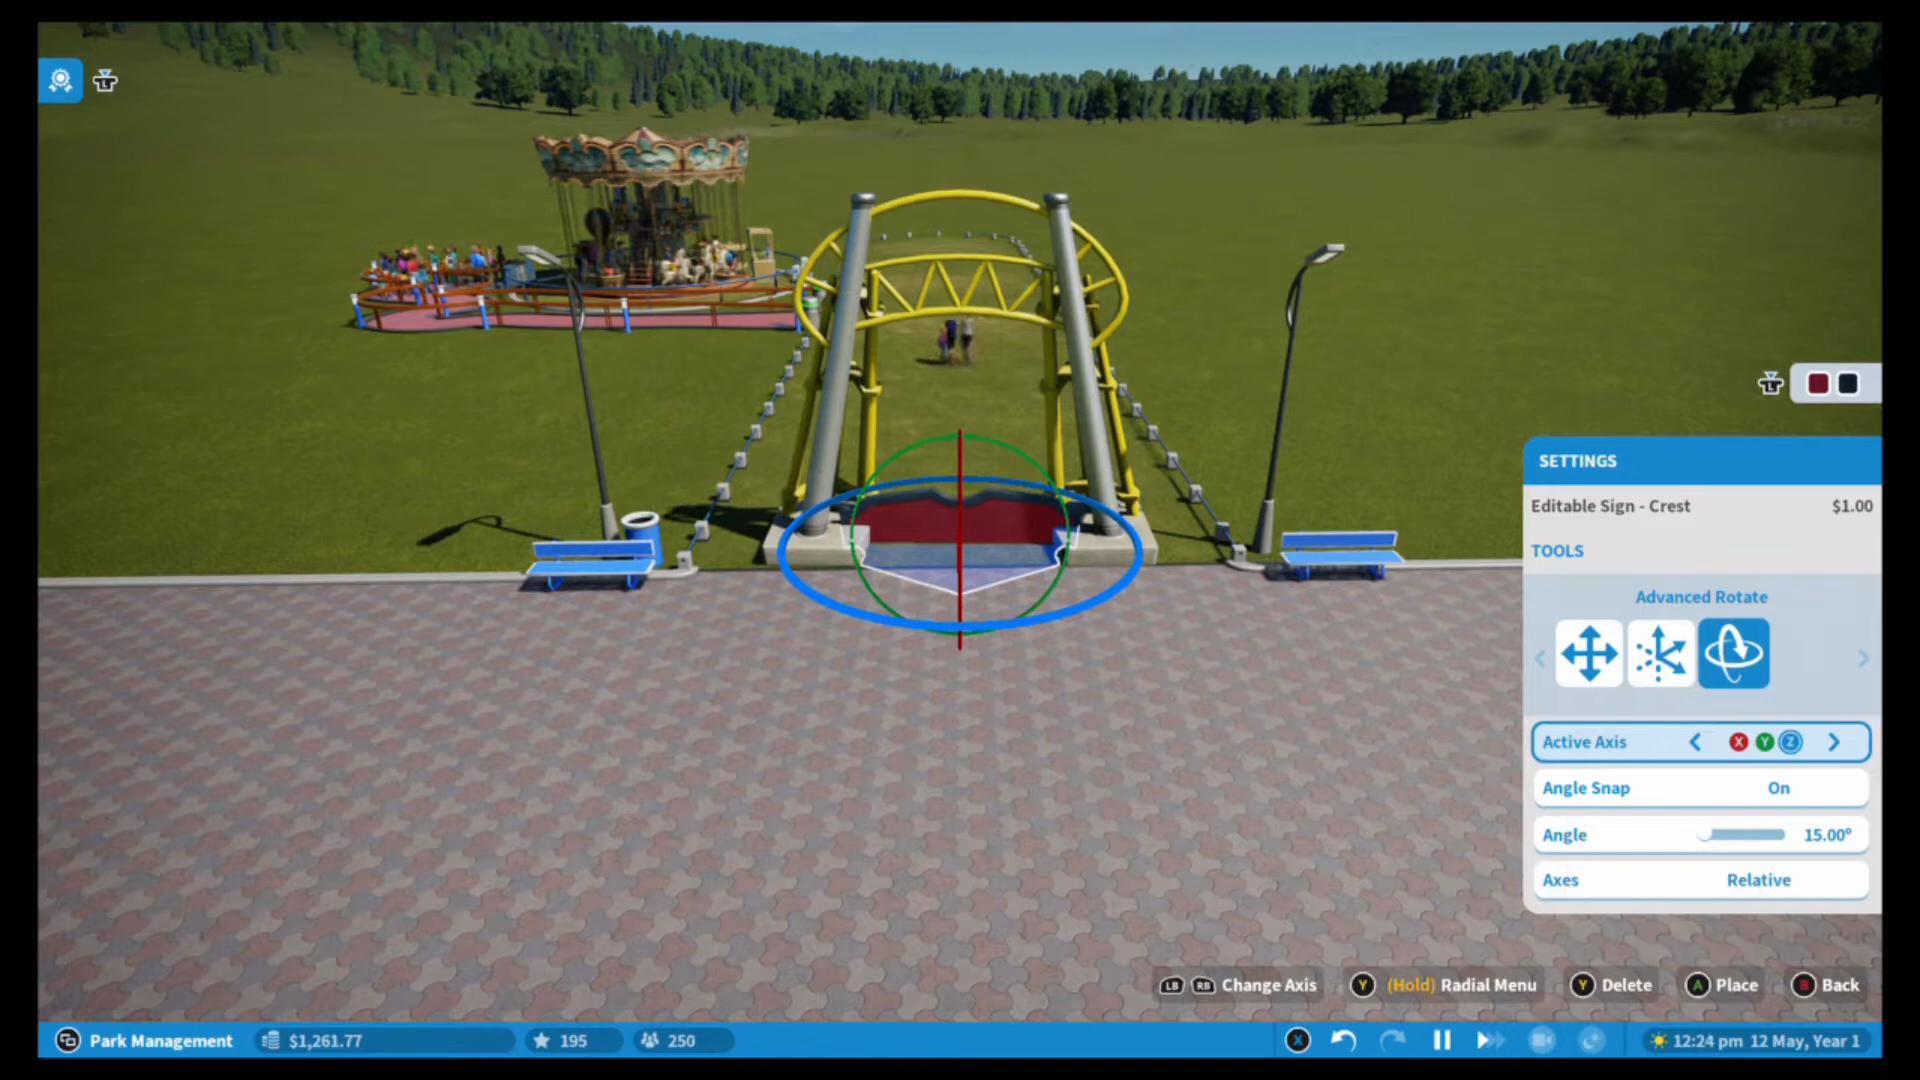 L
L
SETTINGS
Editable Sign - Crest $1.00
TOOLS
Advanced Rotate
Active Axis X Y Z
Angle Snap On
Angle 15.00°
Axes Relative
LB RB Change Axis Y (Hold) Radial Menu Y Delete A Place B Back
Park Management $1,261.77 195 250 X 12:24 pm 12 May, Year 1